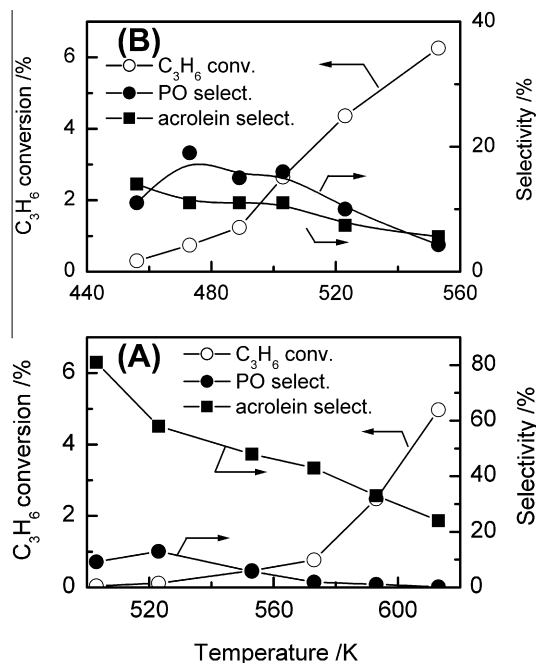 (B)
C3H6 conversion /%
6
4
2
0
C3H6 conv.
PO select.
acrolein select.
40
20
0
Selectivity /%
440 480 520 560
(A)
C3H6 conversion /%
6
4
2
0
C3H6 conv.
PO select.
acrolein select.
80
60
40
20
0
Selectivity /%
520 560 600
Temperature /K